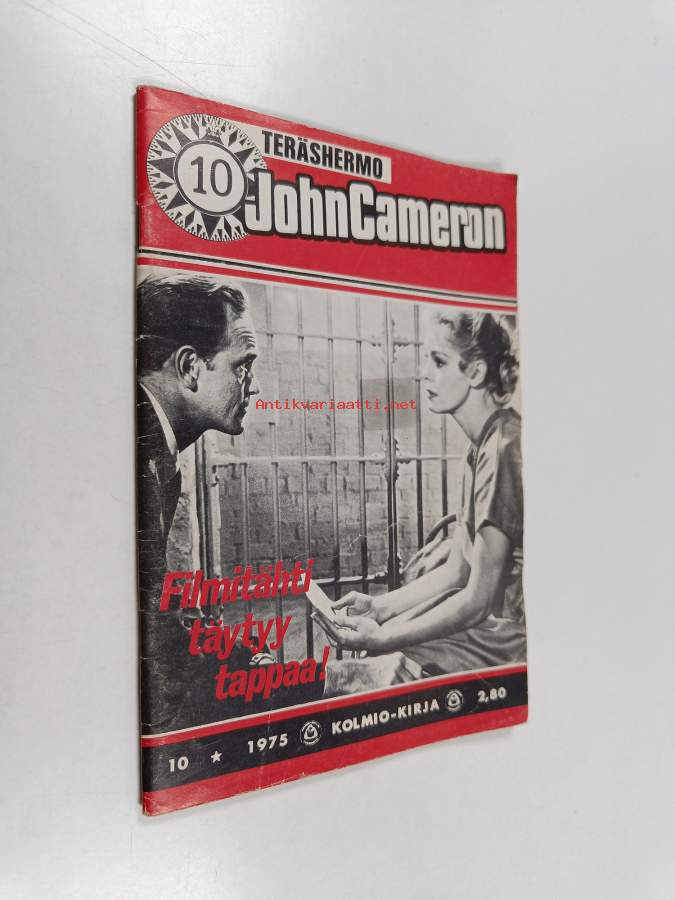 TERÄSHERMO
10
JohnCameron
Antikvariaatti.net
Filmitähti
täytyy
tappaa!
10 ★ 1975 KOLMIO-KIRJA 2,80